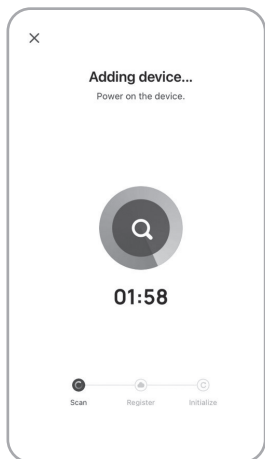 Adding device...
Power on the device.
01:58
Scan Register Initialize